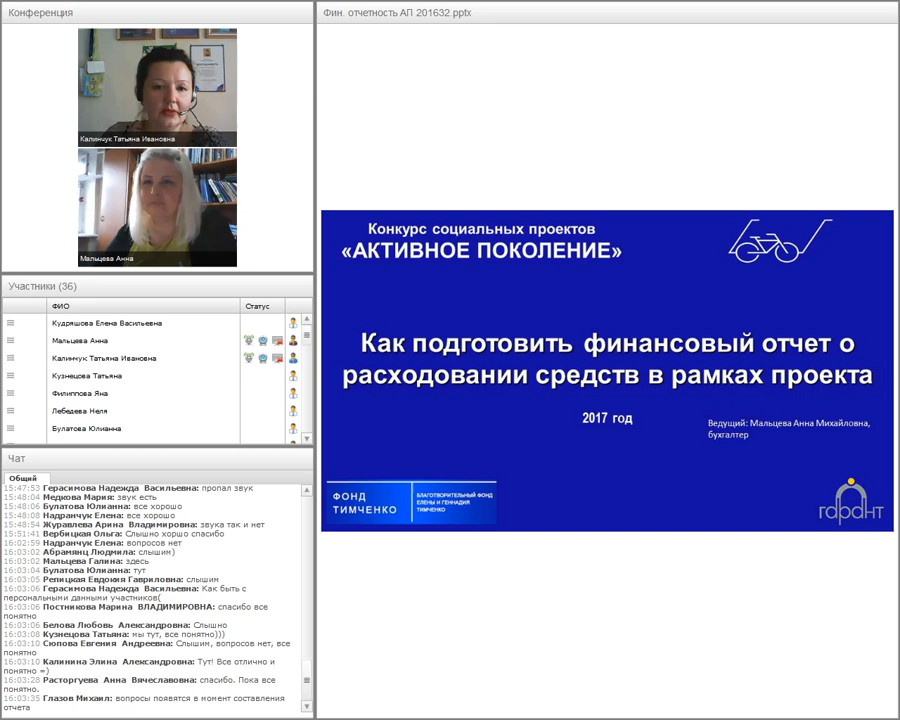 Конференция
Калинчук Татьяна Ивановна
Мальцева Анна
Участники (36)
ФИО
Статус
Кудряшова Елена Васильевна
Мальцева Анна
Калинчук Татьяна Ивановна
Кузнецова Татьяна
Филиппова Яна
Лебедева Неля
Булатова Юлианна
Чат
Общий
15:47:53 Герасимова Надежда Васильевна: пропал звук
15:48:04 Медкова Мария: звук есть
15:48:06 Булатова Юлианна: все хорошо
15:48:08 Надранчук Елена: все хорошо
15:48:54 Журавлева Арина Владимировна: звука так и нет
15:51:41 Вербицкая Ольга: Слышно хоршо спасибо
16:02:59 Надранчук Елена: вопросов нет
16:03:02 Абрамянц Людмила: слышим)
16:03:02 Мальцева Галина: здесь
16:03:04 Булатова Юлианна: тут
16:03:05 Репицкая Евдокия Гавриловна: слышим
16:03:06 Герасимова Надежда Васильевна: Как быть с
персональными данными участников(
16:03:06 Постникова Марина ВЛАДИМИРОВНА: спасибо все
понятно
16:03:06 Белова Любовь Александровна: Слышно
16:03:08 Кузнецова Татьяна: мы тут, все понятно)))
16:03:10 Сюпова Евгения Андреевна: Слышим, вопросов нет, все
понятно
16:03:10 Калинина Элина Александровна: Тут! Все отлично и
понятно =)
16:03:28 Расторгуева Анна Вячеславовна: спасибо. Пока все
понятно.
16:03:35 Глазов Михаил: вопросы появятся в момент составления
отчета
Фин. отчетность АП 201632.pptx
Конкурс социальных проектов
«АКТИВНОЕ ПОКОЛЕНИЕ»
Как подготовить финансовый отчет о
расходовании средств в рамках проекта
2017 год
Ведущий: Мальцева Анна Михайловна,
бухгалтер
ФОНД
ТИМЧЕНКО
БЛАГОТВОРИТЕЛЬНЫЙ ФОНД
ЕЛЕНЫ И ГЕННАДИЯ
ТИМЧЕНКО
гарант